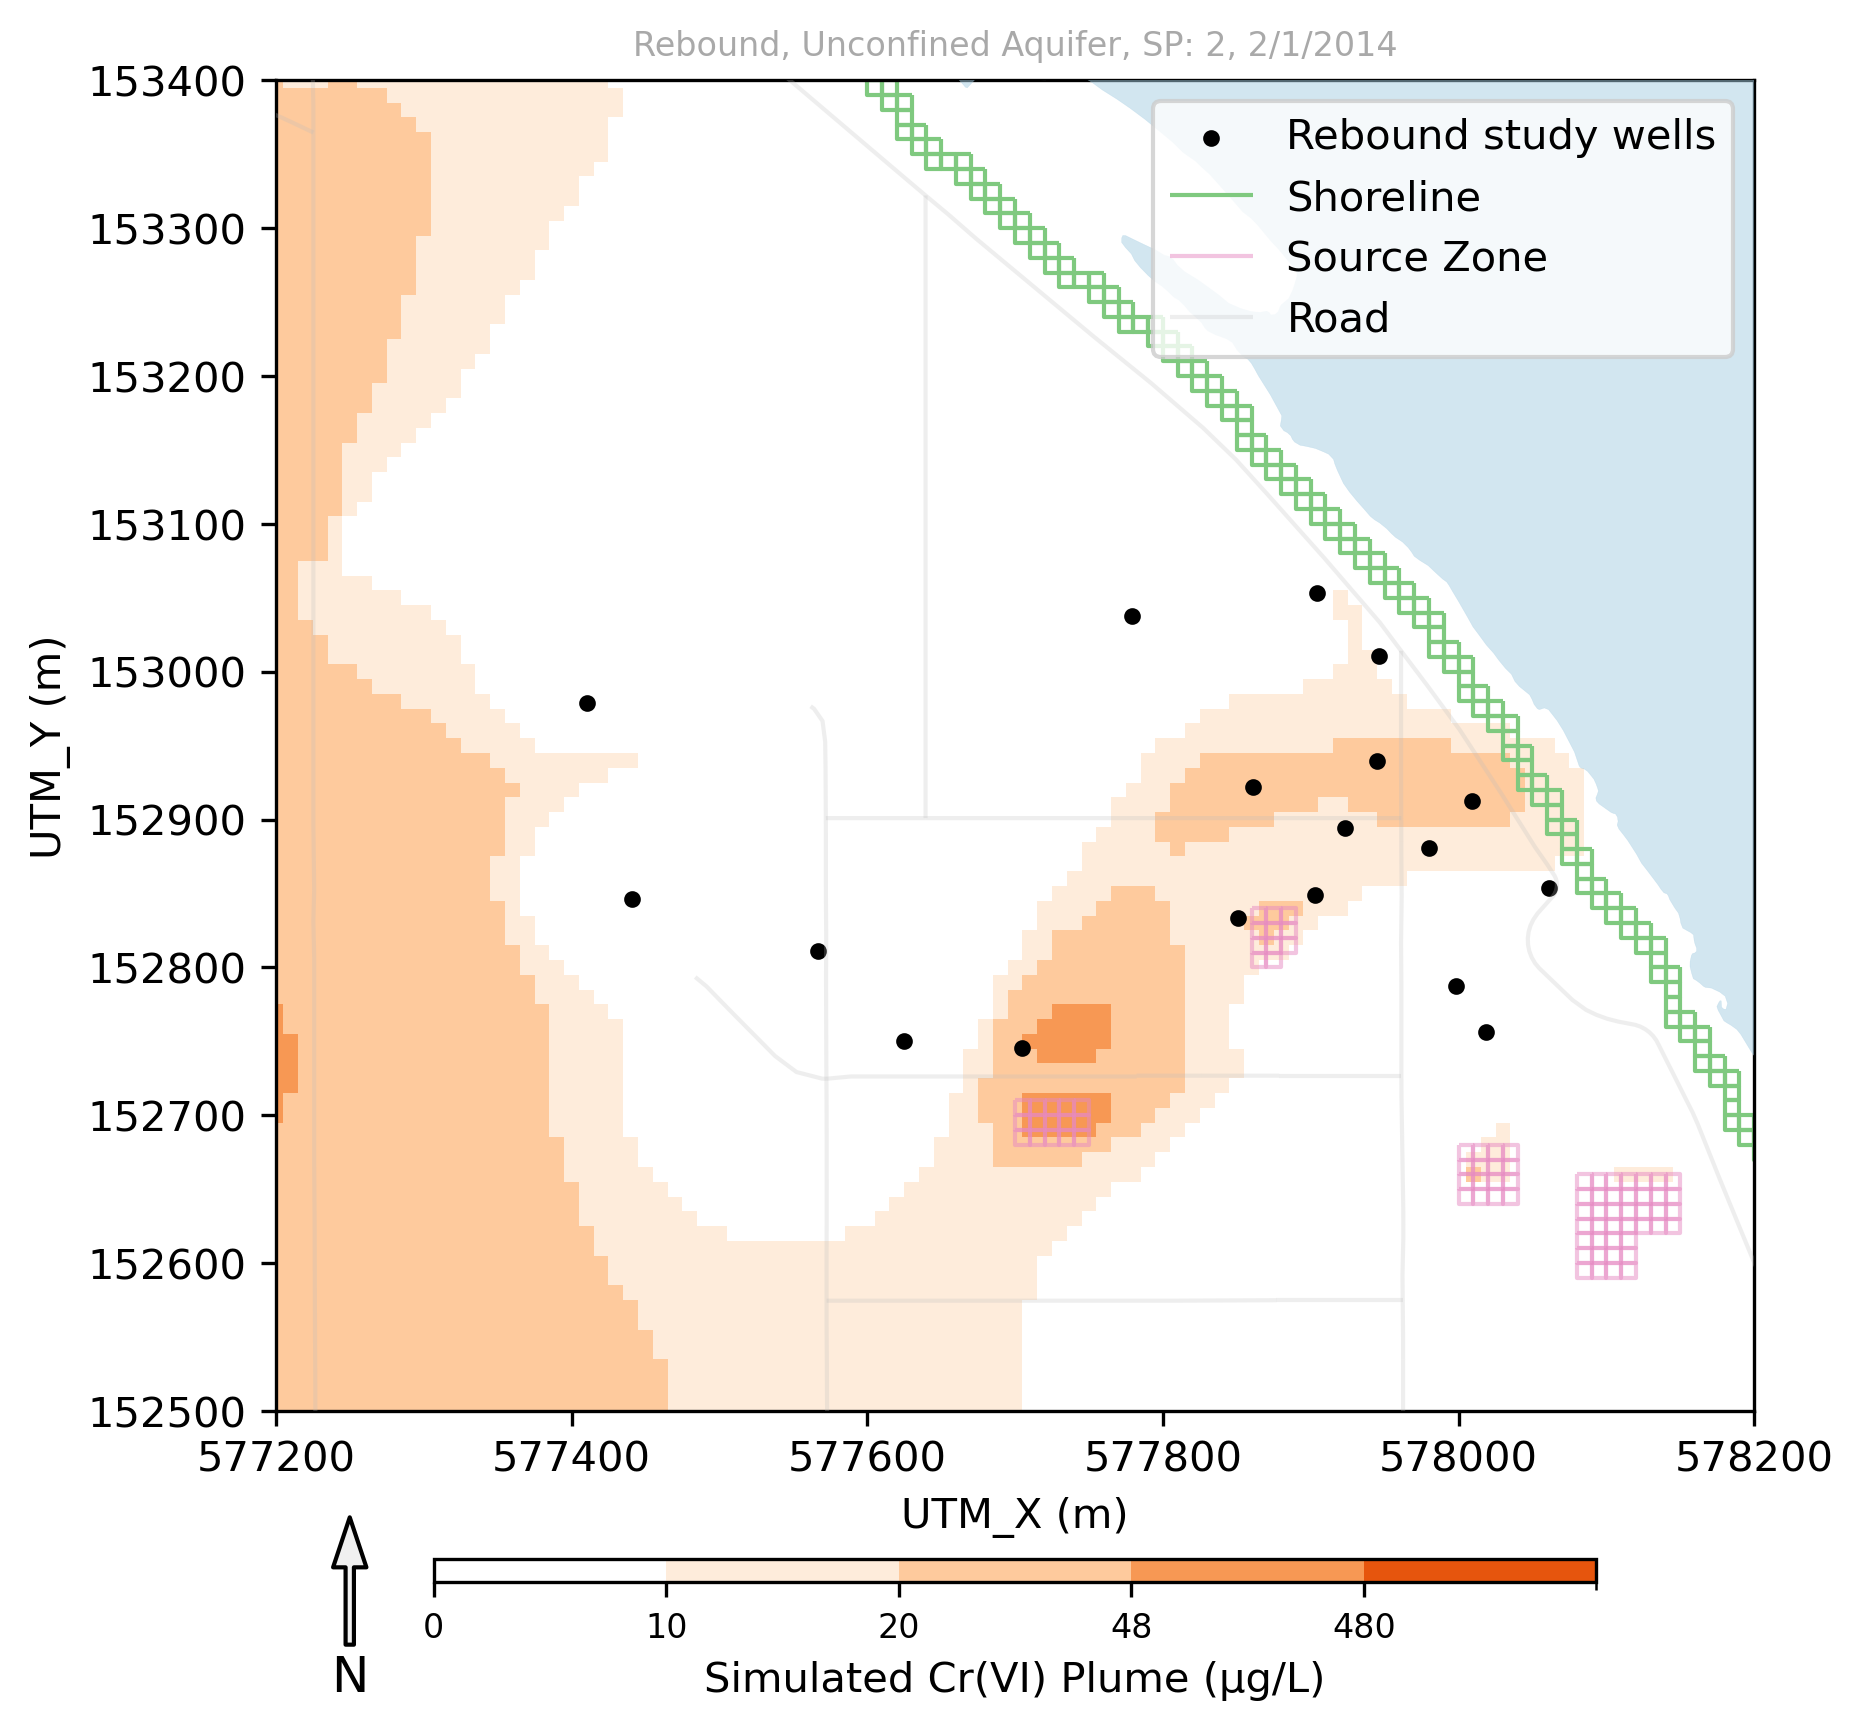 Rebound, Unconfined Aquifer, SP: 2, 2/1/2014
153400
153300
153200
153100
153000
152900
152800
152700
152600
152500
UTM_Y (m)
Rebound study wells
Shoreline
Source Zone
Road
577200 577400 577600 577800 578000 578200
UTM_X (m)
N
0 10 20 48 480
Simulated Cr(VI) Plume (μg/L)